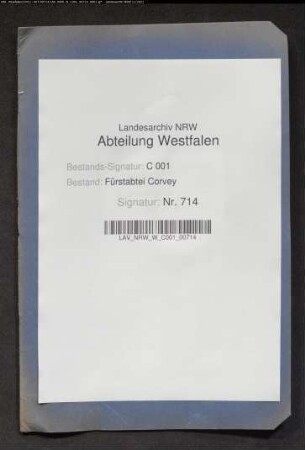 Landesarchiv NRW
Abteilung Westfalen
Bestands-Signatur: C 001
Bestand: Fürstabtei Corvey
Signatur: Nr. 714
LAV_NRW_W_C001_00714